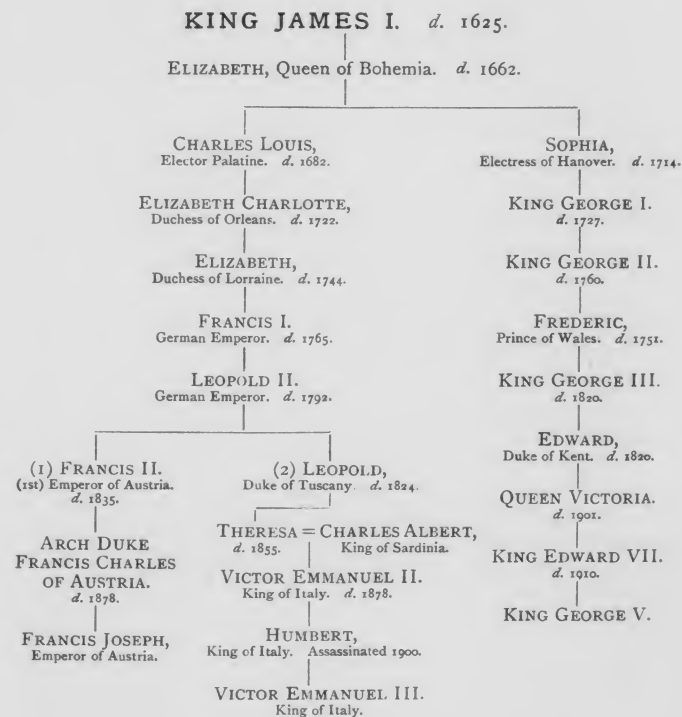 KING JAMES I. d. 1625.
ELIZABETH, Queen of Bohemia. d. 1662.
CHARLES LOUIS,
Elector Palatine. d. 1682.
ELIZABETH CHARLOTTE,
Duchess of Orleans. d. 1722.
ELIZABETH,
Duchess of Lorraine. d. 1744.
FRANCIS I.
German Emperor. d. 1765.
LEOPOLD II.
German Emperor. d. 1792.
(1) FRANCIS II.
(1st) Emperor of Austria.
d. 1835.
ARCH DUKE
FRANCIS CHARLES
OF AUSTRIA.
d. 1878.
FRANCIS JOSEPH,
Emperor of Austria.
(2) LEOPOLD,
Duke of Tuscany. d. 1824.
THERESA = CHARLES ALBERT,
d. 1855. King of Sardinia.
VICTOR EMMANUEL II.
King of Italy. d. 1878.
HUMBERT,
King of Italy. Assassinated 1900.
VICTOR EMMANUEL III.
King of Italy.
SOPHIA,
Electress of Hanover. d. 1714.
KING GEORGE I.
d. 1727.
KING GEORGE II.
d. 1760.
FREDERIC,
Prince of Wales. d. 1751.
KING GEORGE III.
d. 1820.
EDWARD,
Duke of Kent. d. 1820.
QUEEN VICTORIA.
d. 1901.
KING EDWARD VII.
d. 1910.
KING GEORGE V.